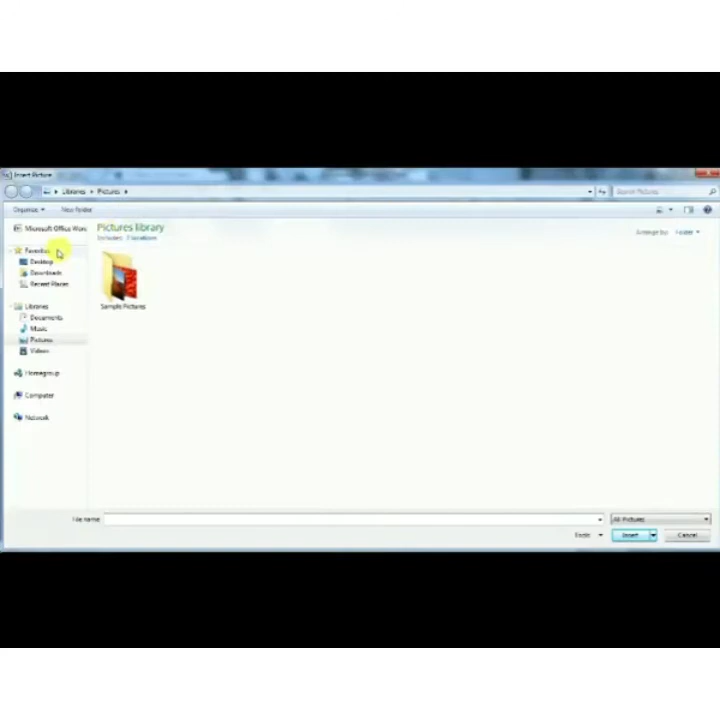 Insert Picture
Libraries Pictures
Search Pictures
Organize New folder
Microsoft Office Word
Pictures library
Includes: 2 locations
Arrange by: Folder
Favorites
Desktop
Downloads
Recent Places
Sample Pictures
Libraries
Documents
Music
Pictures
Videos
Homegroup
Computer
Network
File name
All Pictures
Tools Insert Cancel